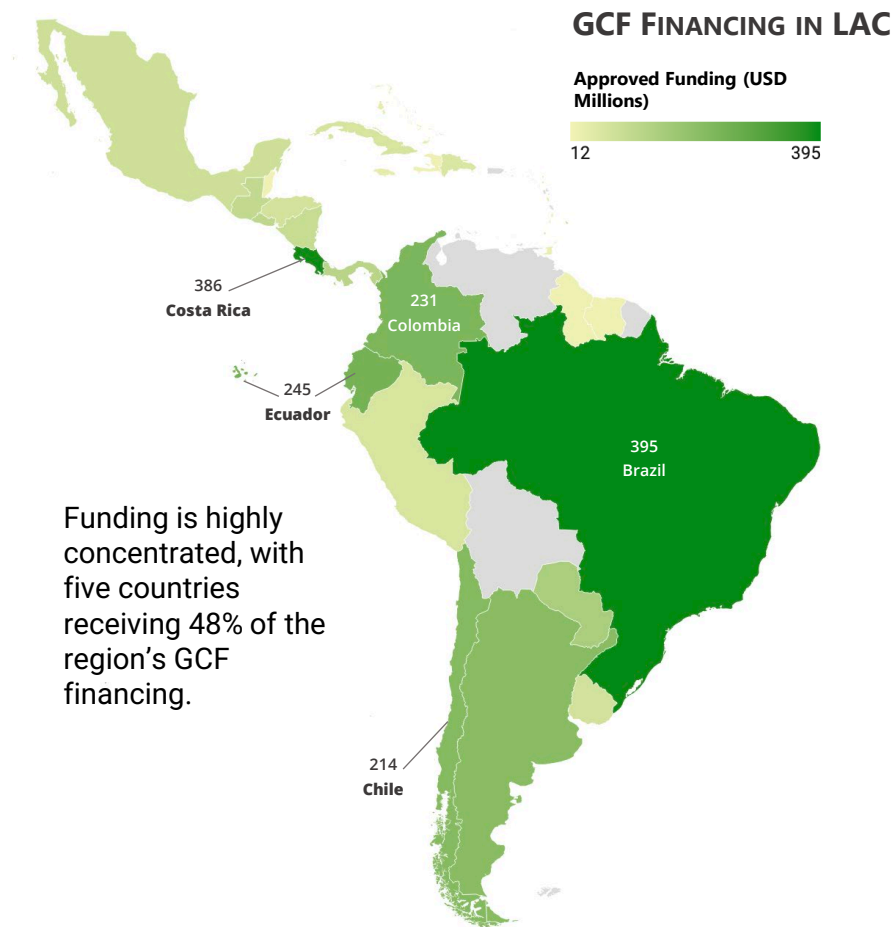 GCF FINANCING IN LAC
Approved Funding (USD
Millions)
12
395
386
Costa Rica
231
Colombia
245
Ecuador
395
Brazil
Funding is highly
concentrated, with
five countries
receiving 48% of the
region’s GCF
financing.
214
Chile